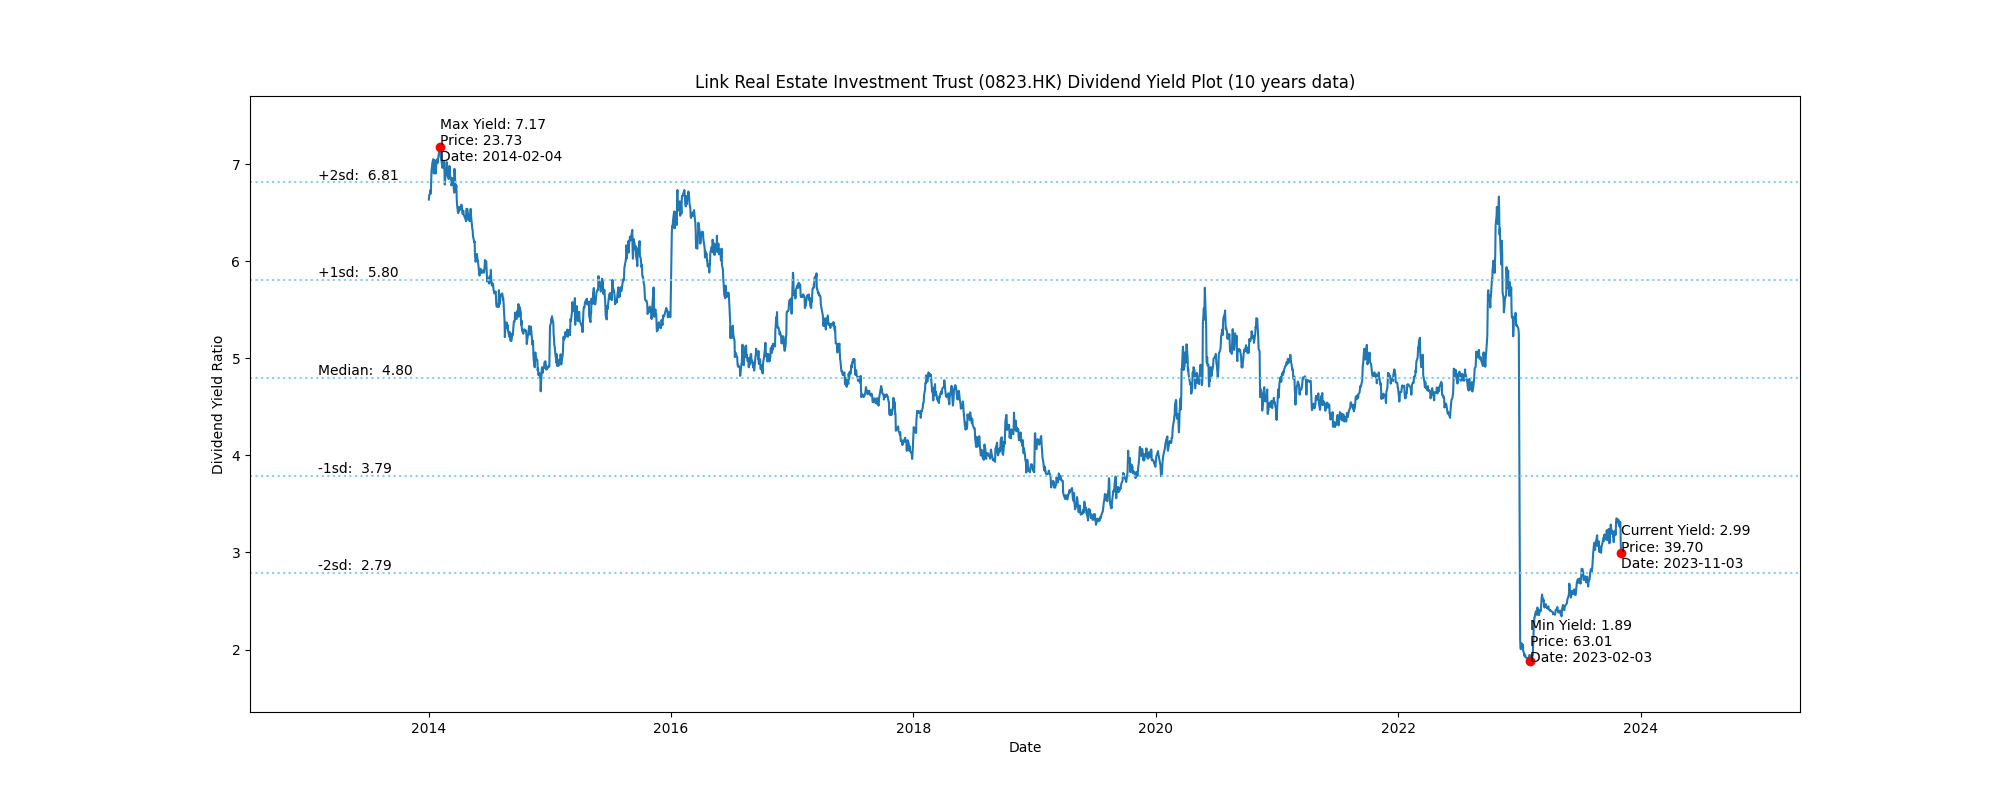 Link Real Estate Investment Trust (0823.HK) Dividend Yield Plot (10 years data)
Max Yield: 7.17
Price: 23.73
Date: 2014-02-04
7
+2sd: 6.81
6
+1sd: 5.80
5
Median: 4.80
4
-1sd: 3.79
3
-2sd: 2.79
2
Current Yield: 2.99
Price: 39.70
Date: 2023-11-03
Min Yield: 1.89
Price: 63.01
Date: 2023-02-03
Dividend Yield Ratio
2014 2016 2018 2020 2022 2024
Date